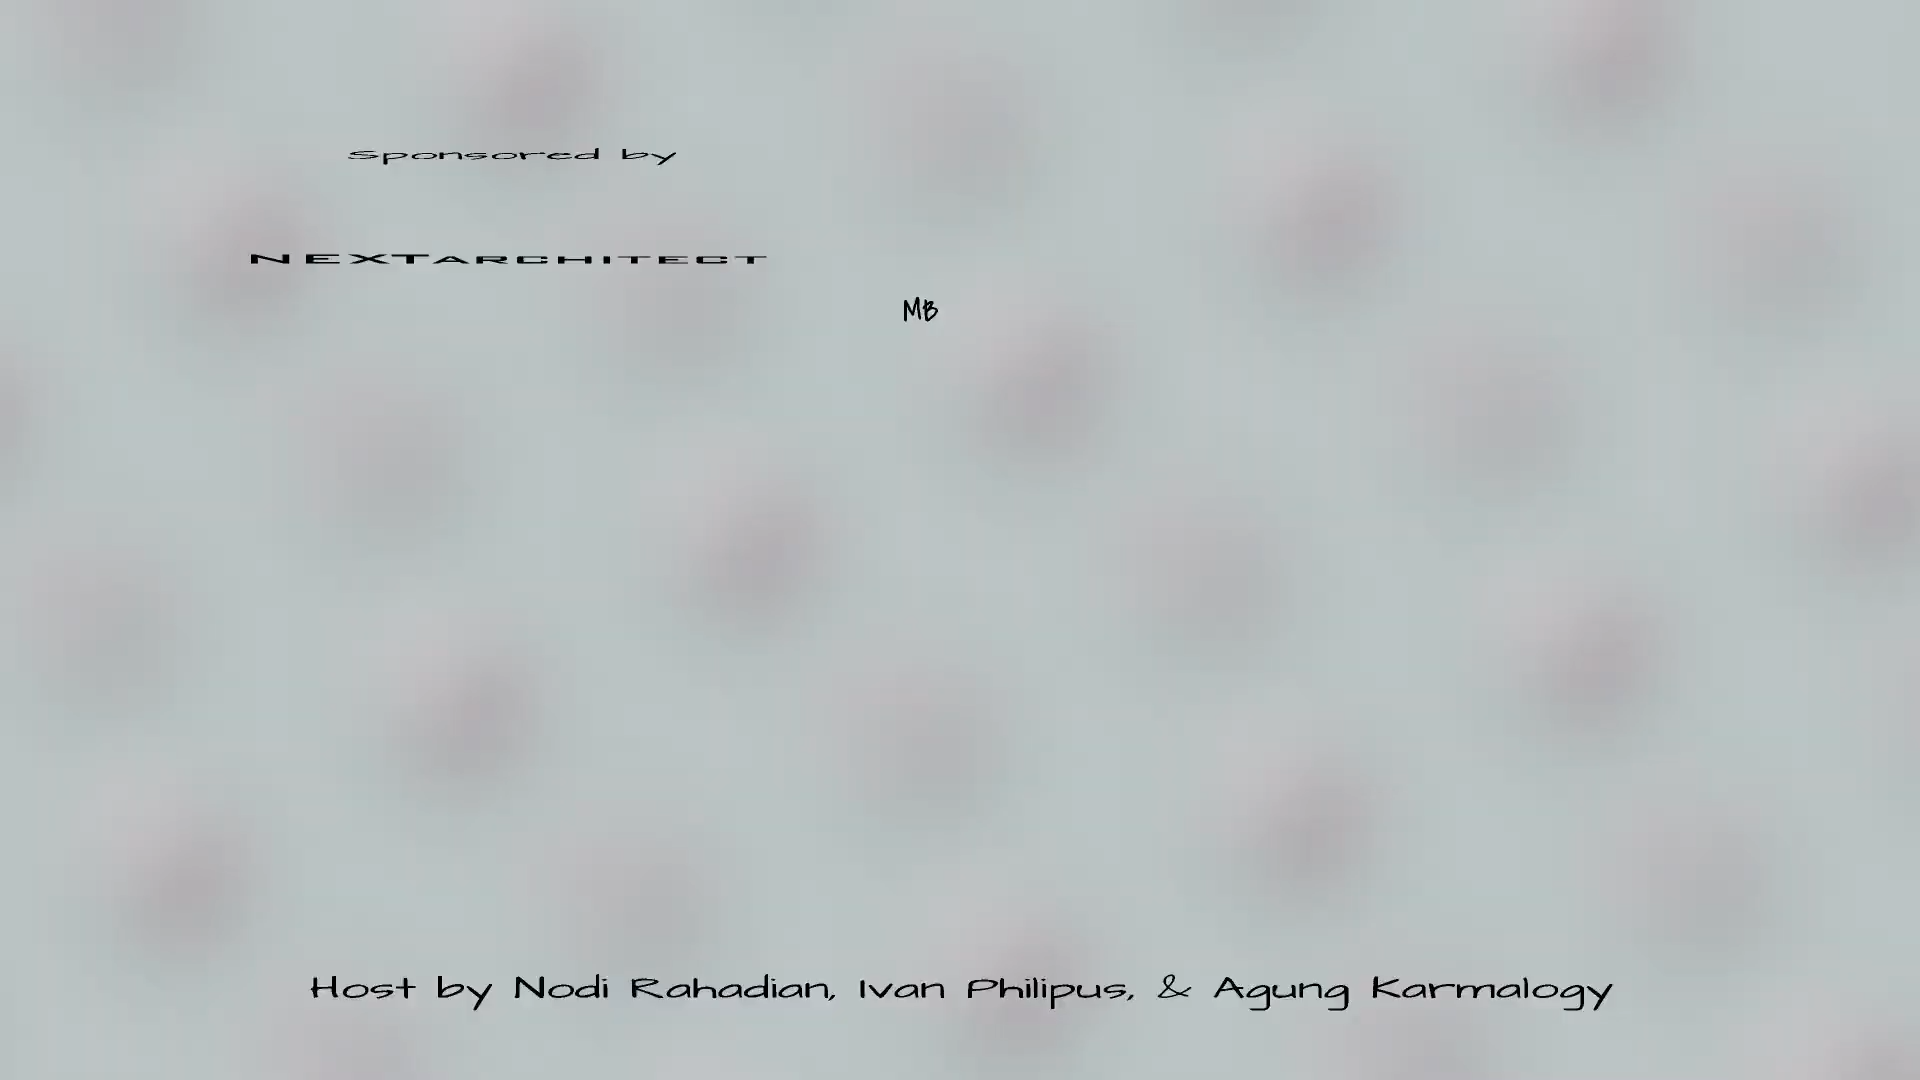 Sponsored by
NEXTARCHITECT
MB
Host by Nodi Rahadian, Ivan Philipus, & Agung Karmalogy